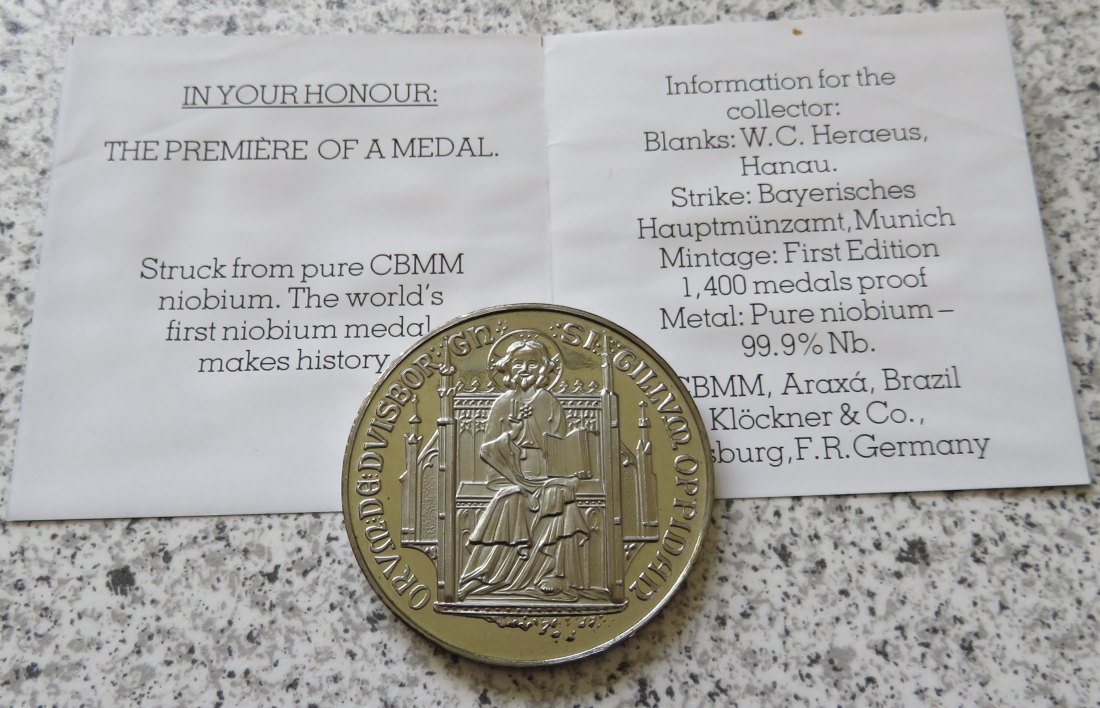 IN YOUR HONOUR:
THE PREMIÈRE OF A MEDAL.
Struck from pure CBMM
niobium. The world's
first niobium medal
makes history
Information for the
collector:
Blanks: W.C. Heraeus,
Hanau.
Strike: Bayerisches
Hauptmünzamt, Munich
Mintage: First Edition
1,400 medals proof
Metal: Pure niobium –
99.9% Nb.
CBMM, Araxá, Brazil
Klöckner & Co.,
sburg, F.R. Germany
SIGILLVM OPIDAN
ORVM: DE: DVISBORGH